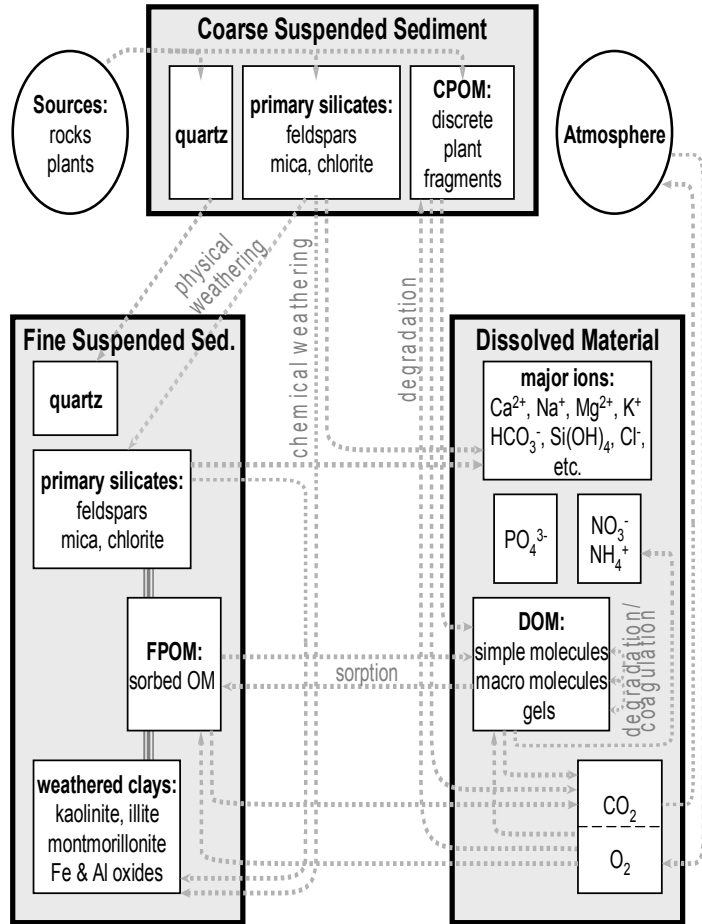 Coarse Suspended Sediment
Sources:
rocks
plants
quartz
primary silicates:
feldspars
mica, chlorite
CPOM:
discrete
plant
fragments
Atmosphere
physical
weathering
chemical weathering
degradation
Fine Suspended Sed.
quartz
primary silicates:
feldspars
mica, chlorite
FPOM:
sorbed OM
weathered clays:
kaolinite, illite
montmorillonite
Fe & Al oxides
sorption
Dissolved Material
major ions:
Ca²⁺, Na⁺, Mg²⁺, K⁺
HCO₃⁻, Si(OH)₄, Cl⁻,
etc.
PO₄³⁻
NO₃⁻
NH₄⁺
DOM:
simple molecules
macro molecules
gels
degradation/
coagulation
CO₂
O₂